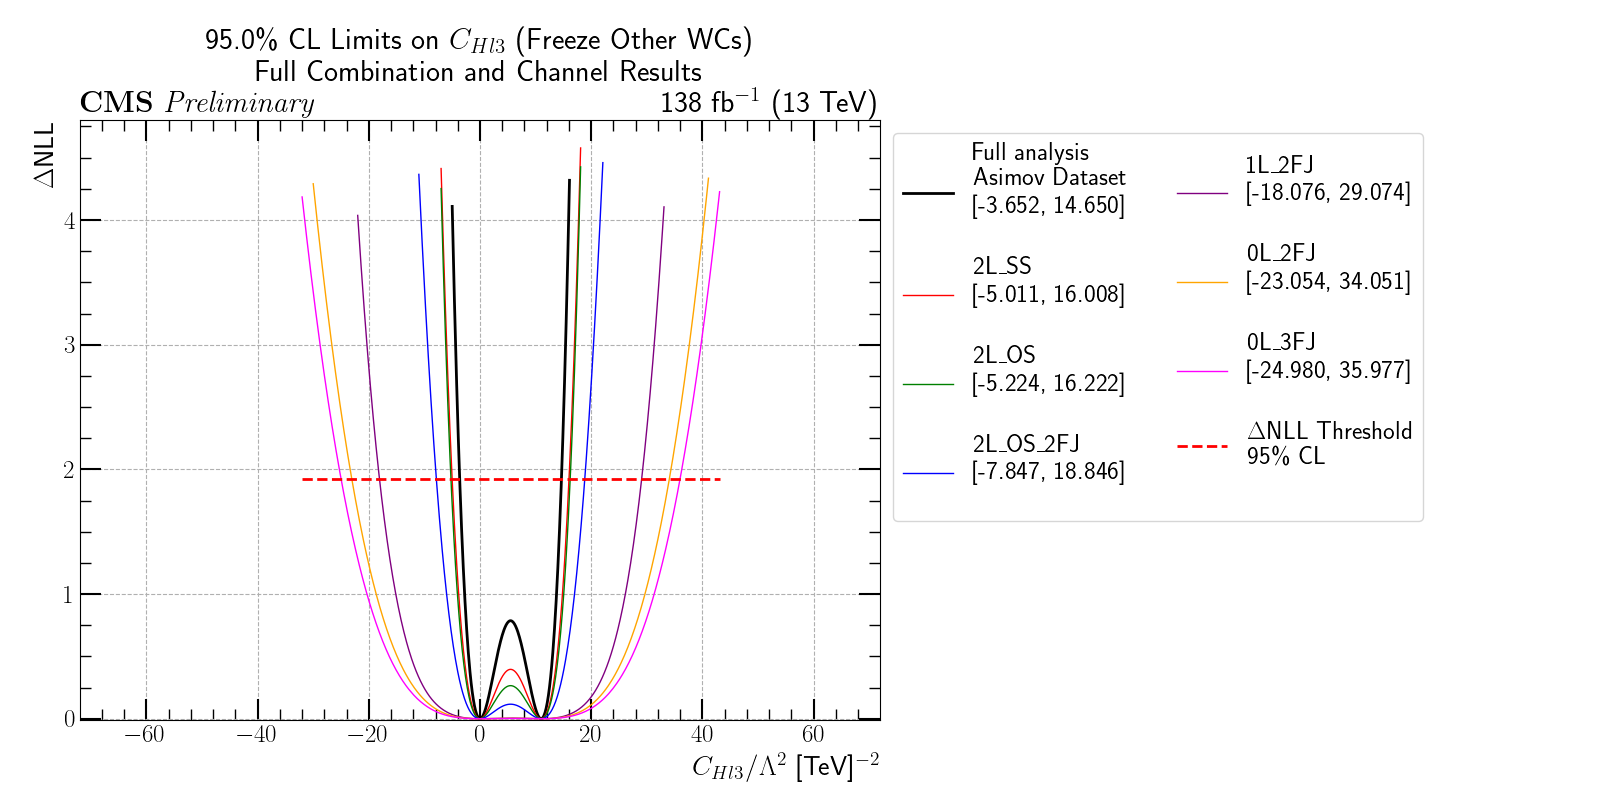 95.0% CL Limits on C_{Hl3} (Freeze Other WCs)
Full Combination and Channel Results
CMS Preliminary
138 fb^{−1} (13 TeV)
ΔNLL
4
3
2
1
0
−60
−40
−20
0
20
40
60
C_{Hl3}/Λ^2 [TeV]^{−2}
Full analysis
Asimov Dataset
[-3.652, 14.650]
2L_SS
[-5.011, 16.008]
2L_OS
[-5.224, 16.222]
2L_OS_2FJ
[-7.847, 18.846]
1L_2FJ
[-18.076, 29.074]
0L_2FJ
[-23.054, 34.051]
0L_3FJ
[-24.980, 35.977]
ΔNLL Threshold
95% CL